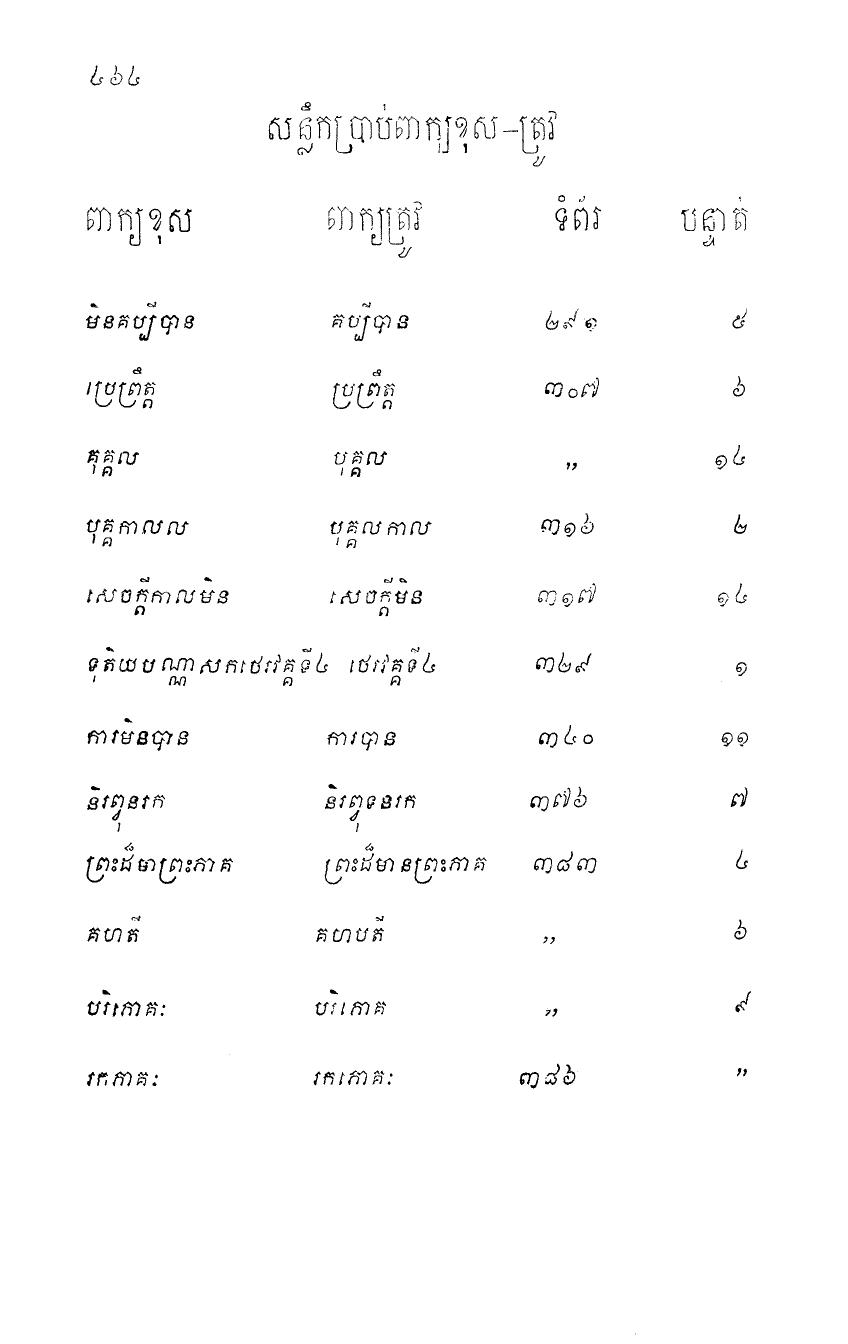 ៤៦៤
សន្លឹកប្រាប់ពាក្យខុស-ត្រូវ
ពាក្យខុស ពាក្យត្រូវ ទំព័រ បន្ទាត់
មិនគប្បីបាន គប្បីបាន ២៩១ ៥
ប្រព្រឹត្ត ប្រព្រឹត្ត ៣០៧ ៦
គុគ្គល បុគ្គល ,, ១៤
បុគ្គកាលល បុគ្គលកាល ៣១៦ ២
សេចក្តីកាលមិន សេចក្តីមិន ៣១៧ ១៤
ទុតិយបណ្ណាសកថេរវគ្គទី៤ ថេរវគ្គទី៤ ៣២៩ ១
ការមិនបាន ការបាន ៣៤០ ១១
និរព្វុនរក និរព្វុទនរក ៣៧៦ ៧
ព្រះដ៏មាព្រះភាគ ព្រះដ៏មានព្រះភាគ ៣៨៣ ៤
គហតី គហបតី ,, ៦
បរិភោគៈ បរិភោគ ,, ៩
រកភាគៈ រកភោគៈ ៣៨៦ ,,